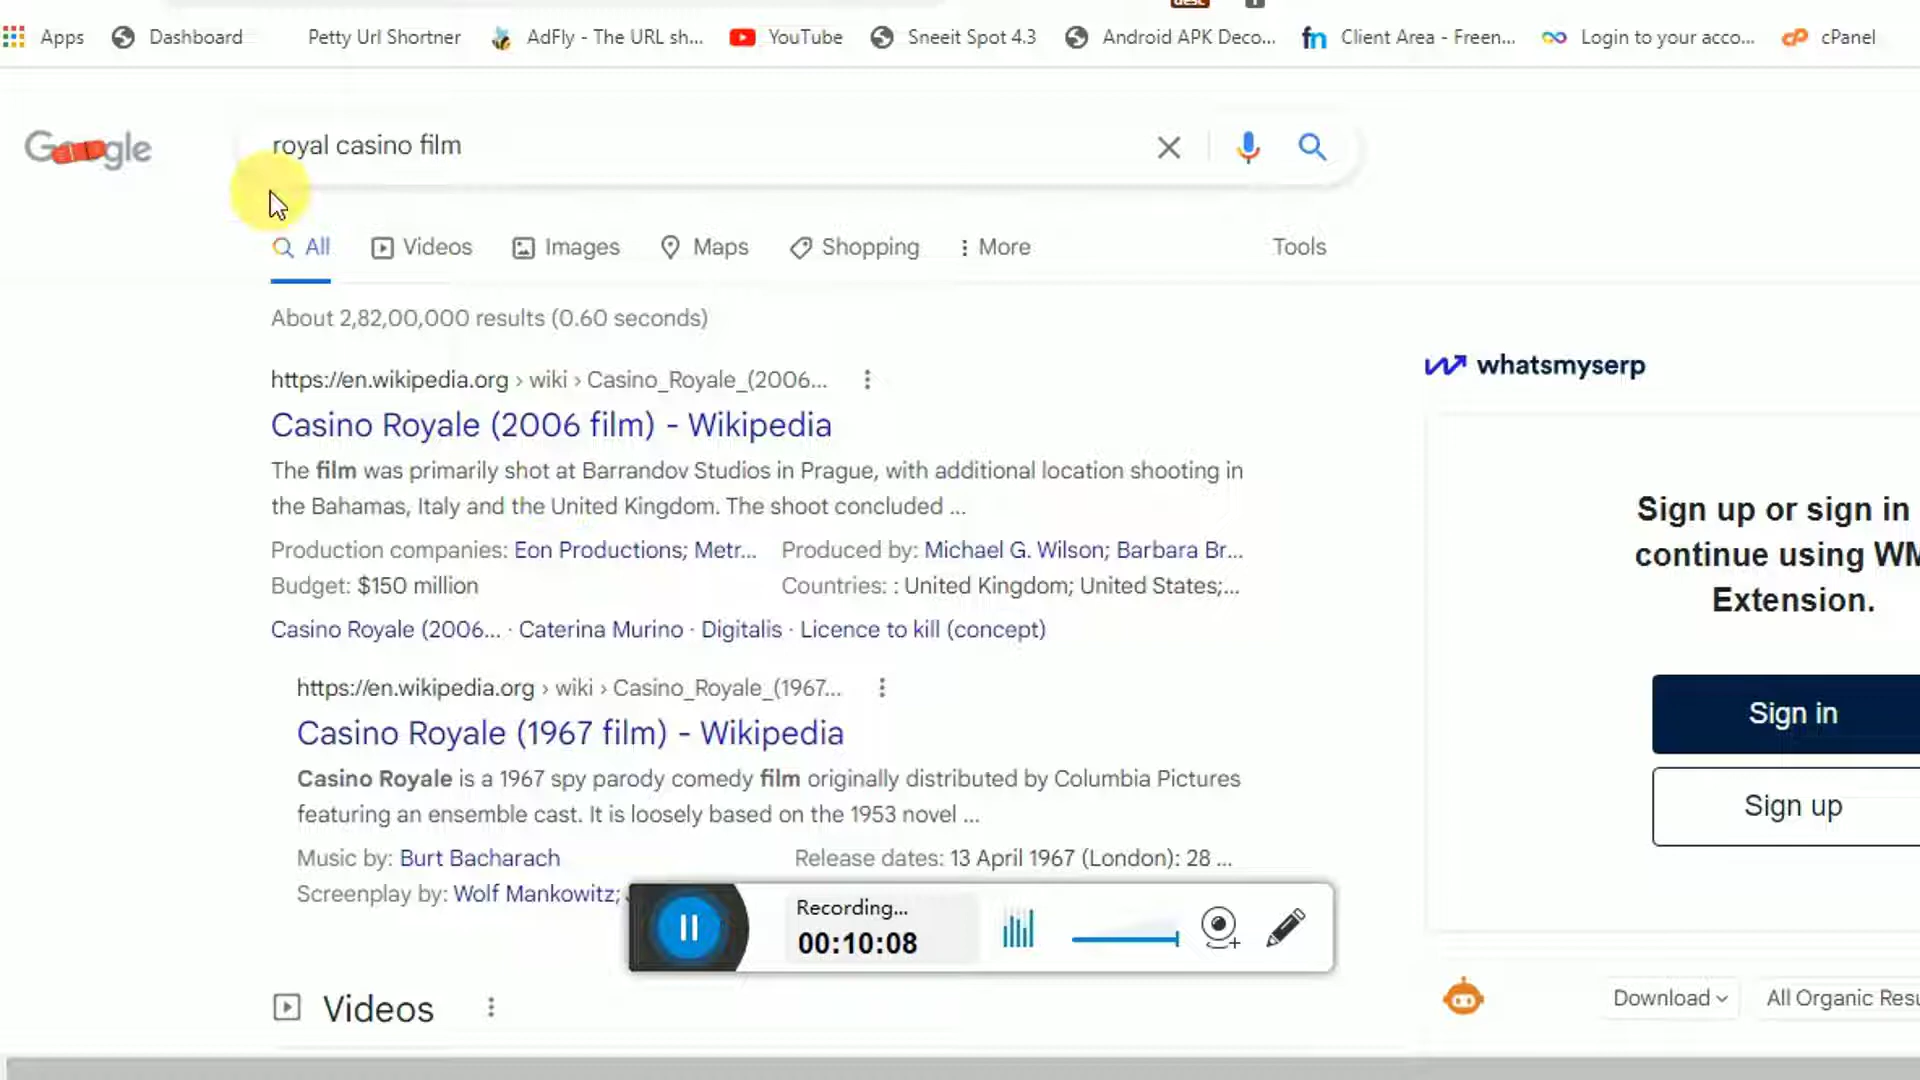 Apps Dashboard Petty Url Shortner AdFly - The URL sh... YouTube Sneeit Spot 4.3 Android APK Deco... Client Area - Freen... Login to your acco... cPanel
Google
royal casino film
All Videos Images Maps Shopping More Tools
About 2,82,00,000 results (0.60 seconds)
https://en.wikipedia.org › wiki › Casino_Royale_(2006...
Casino Royale (2006 film) - Wikipedia
The film was primarily shot at Barrandov Studios in Prague, with additional location shooting in
the Bahamas, Italy and the United Kingdom. The shoot concluded ...
Production companies: Eon Productions; Metr... Produced by: Michael G. Wilson; Barbara Br...
Budget: $150 million Countries: : United Kingdom; United States;...
Casino Royale (2006... · Caterina Murino · Digitalis · Licence to kill (concept)
https://en.wikipedia.org › wiki › Casino_Royale_(1967...
Casino Royale (1967 film) - Wikipedia
Casino Royale is a 1967 spy parody comedy film originally distributed by Columbia Pictures
featuring an ensemble cast. It is loosely based on the 1953 novel ...
Music by: Burt Bacharach Release dates: 13 April 1967 (London): 28 ...
Screenplay by: Wolf Mankowitz;
Recording...
00:10:08
Videos
whatsmyserp
Sign up or sign in
continue using WM
Extension.
Sign in
Sign up
Download All Organic Resu